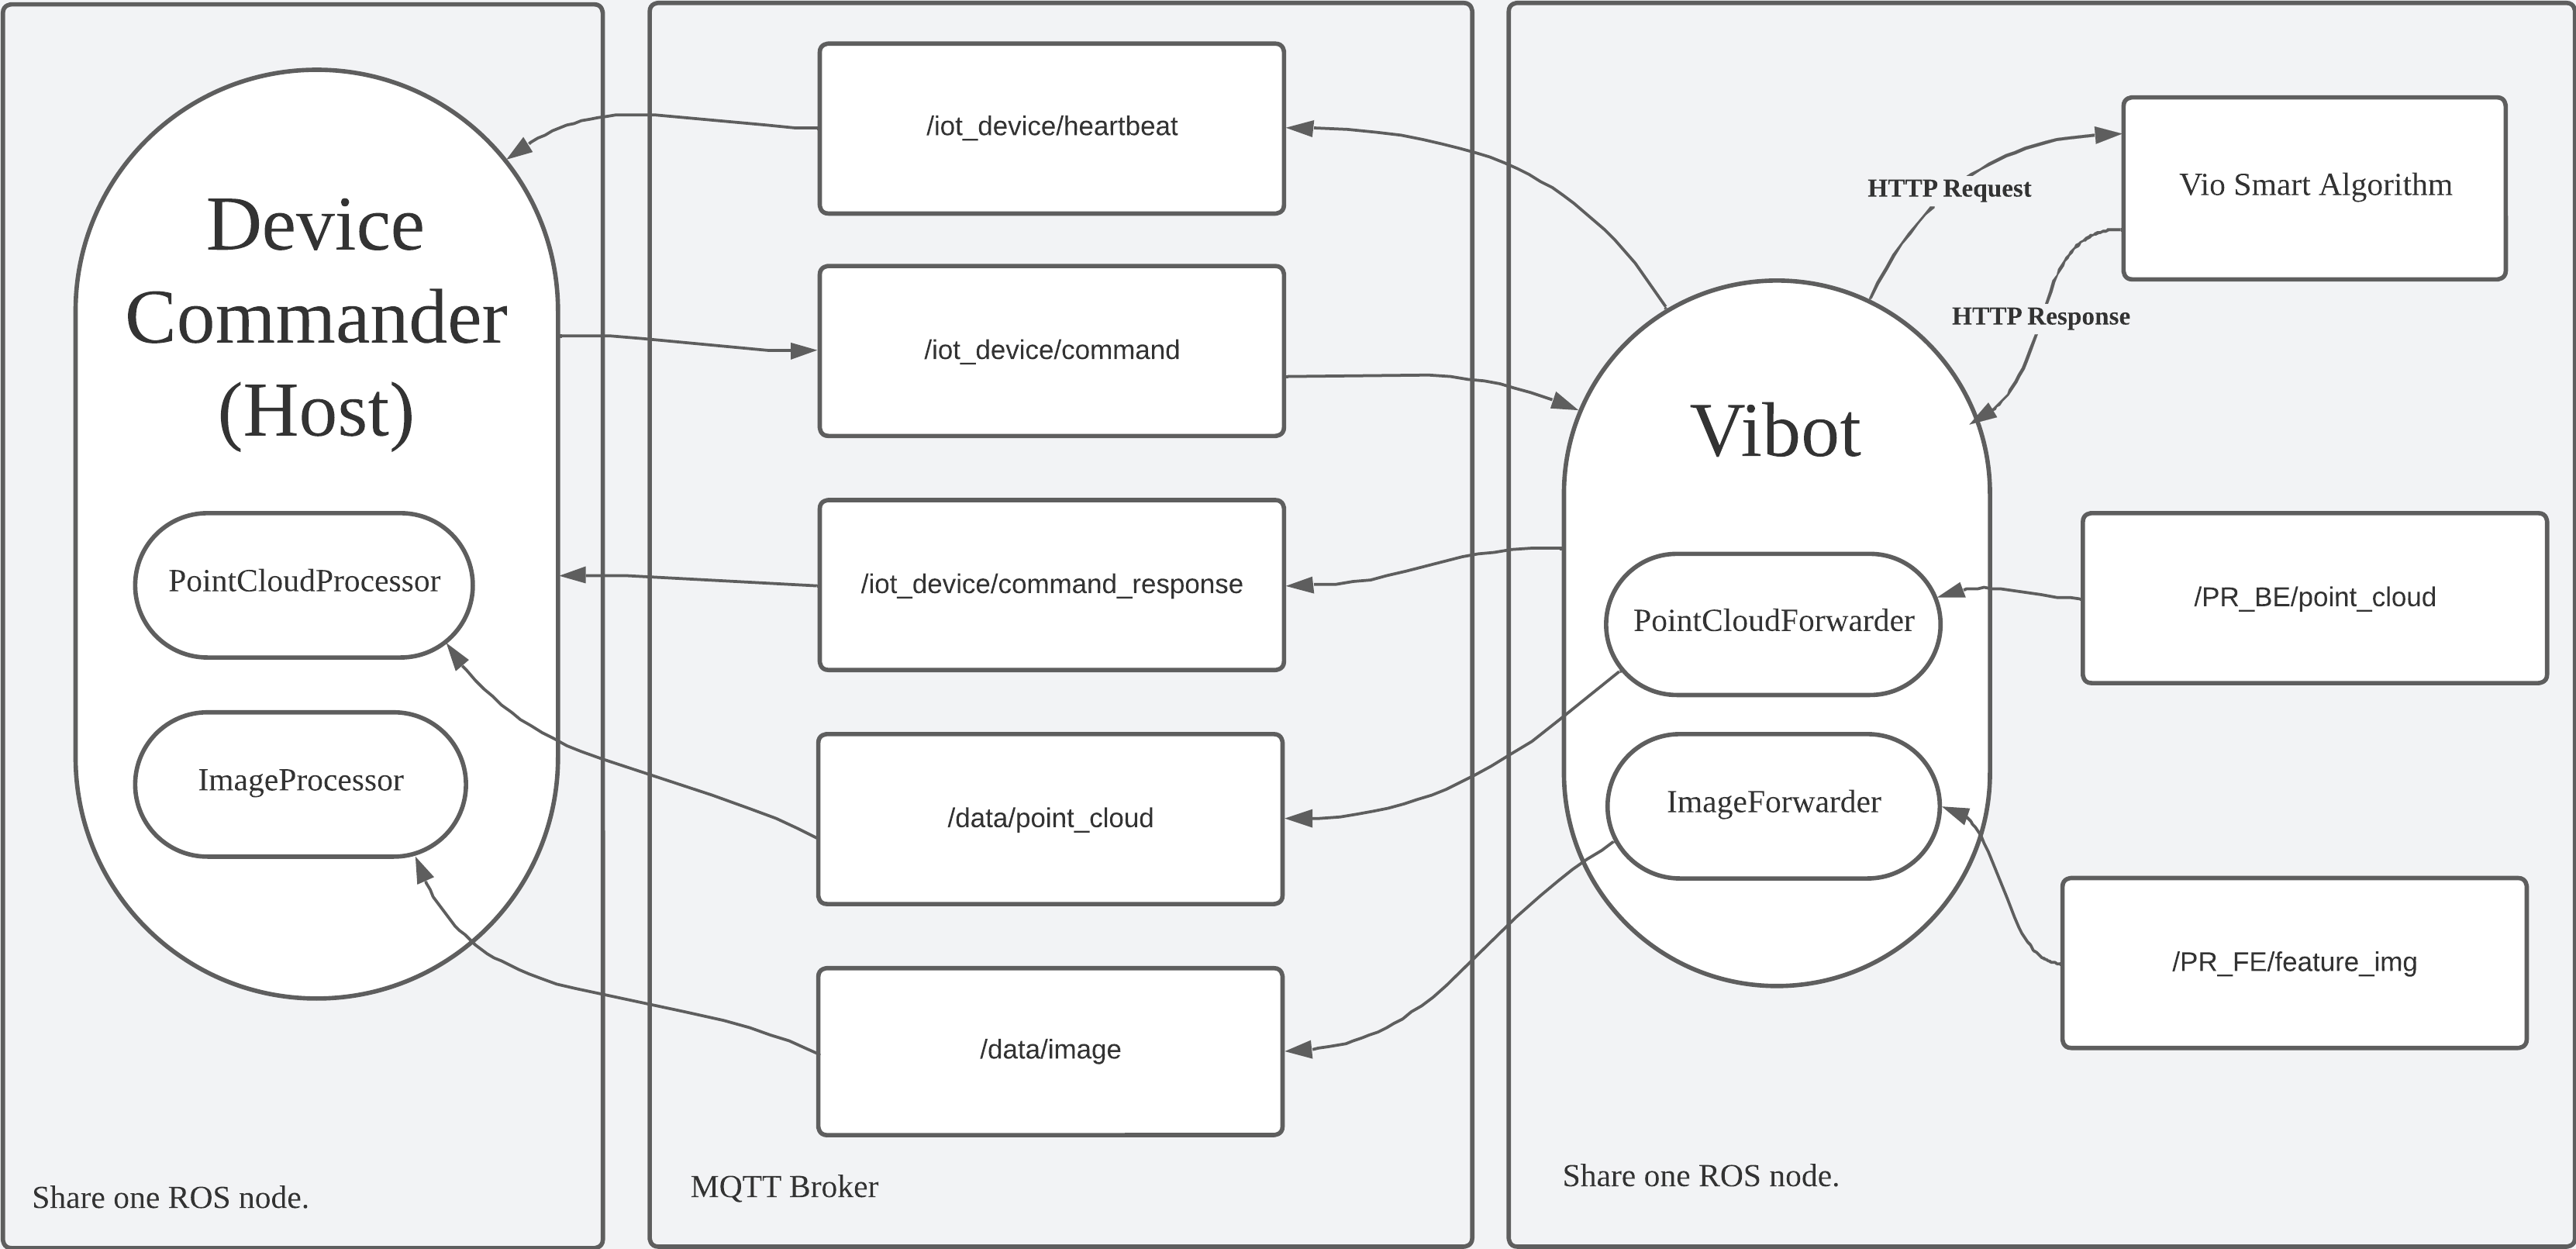 Device
Commander
(Host)
PointCloudProcessor
ImageProcessor
Share one ROS node.
/iot_device/heartbeat
/iot_device/command
/iot_device/command_response
/data/point_cloud
/data/image
MQTT Broker
HTTP Request
Vio Smart Algorithm
HTTP Response
Vibot
PointCloudForwarder
/PR_BE/point_cloud
ImageForwarder
/PR_FE/feature_img
Share one ROS node.